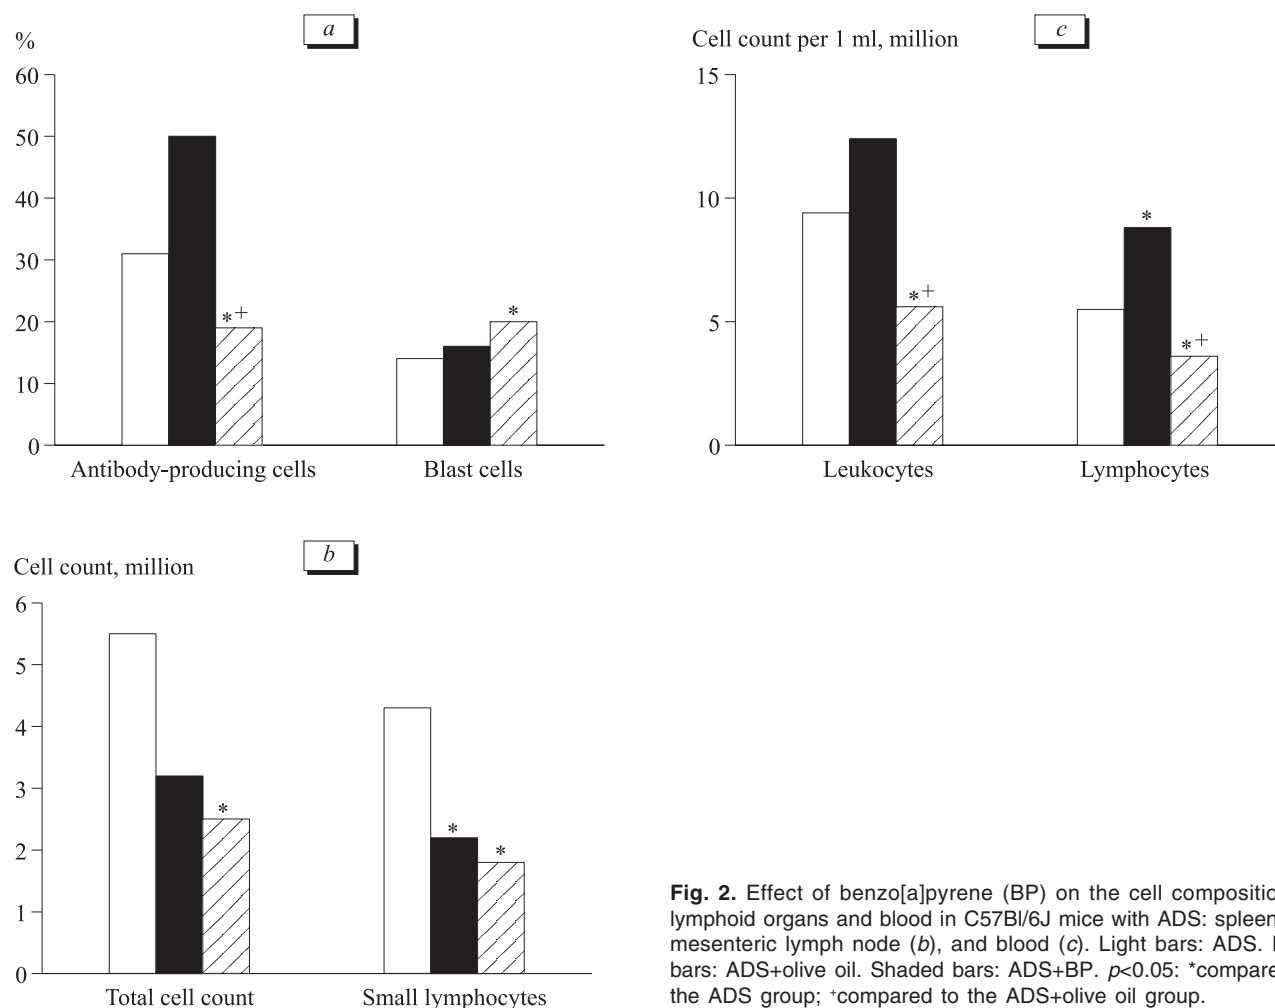 a
%
60
50
40
30
20
10
0
*+
*
Antibody-producing cells Blast cells
c
Cell count per 1 ml, million
15
10
5
0
*+
*
*+
Leukocytes Lymphocytes
b
Cell count, million
6
5
4
3
2
1
0
*
*
*
Total cell count Small lymphocytes
Fig. 2. Effect of benzo[a]pyrene (BP) on the cell
lymphoid organs and blood in C57Bl/6J mice with ADS: spleen
mesenteric lymph node (b), and blood (c). Light bars: ADS.
bars: ADS+olive oil. Shaded bars: ADS+BP. p<0.05:
the ADS group; +compared to the ADS+olive oil group.